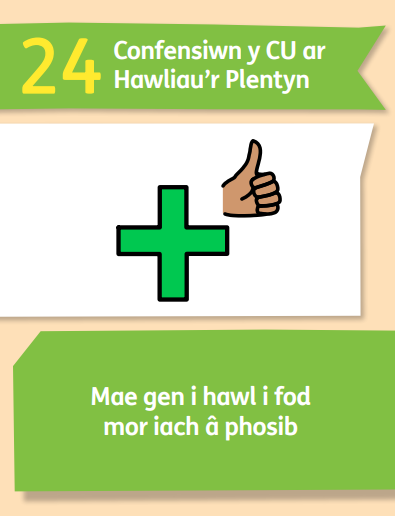 24
Confensiwn y CU ar
Hawliau'r Plentyn
Mae gen i hawl i fod
mor iach â phosib